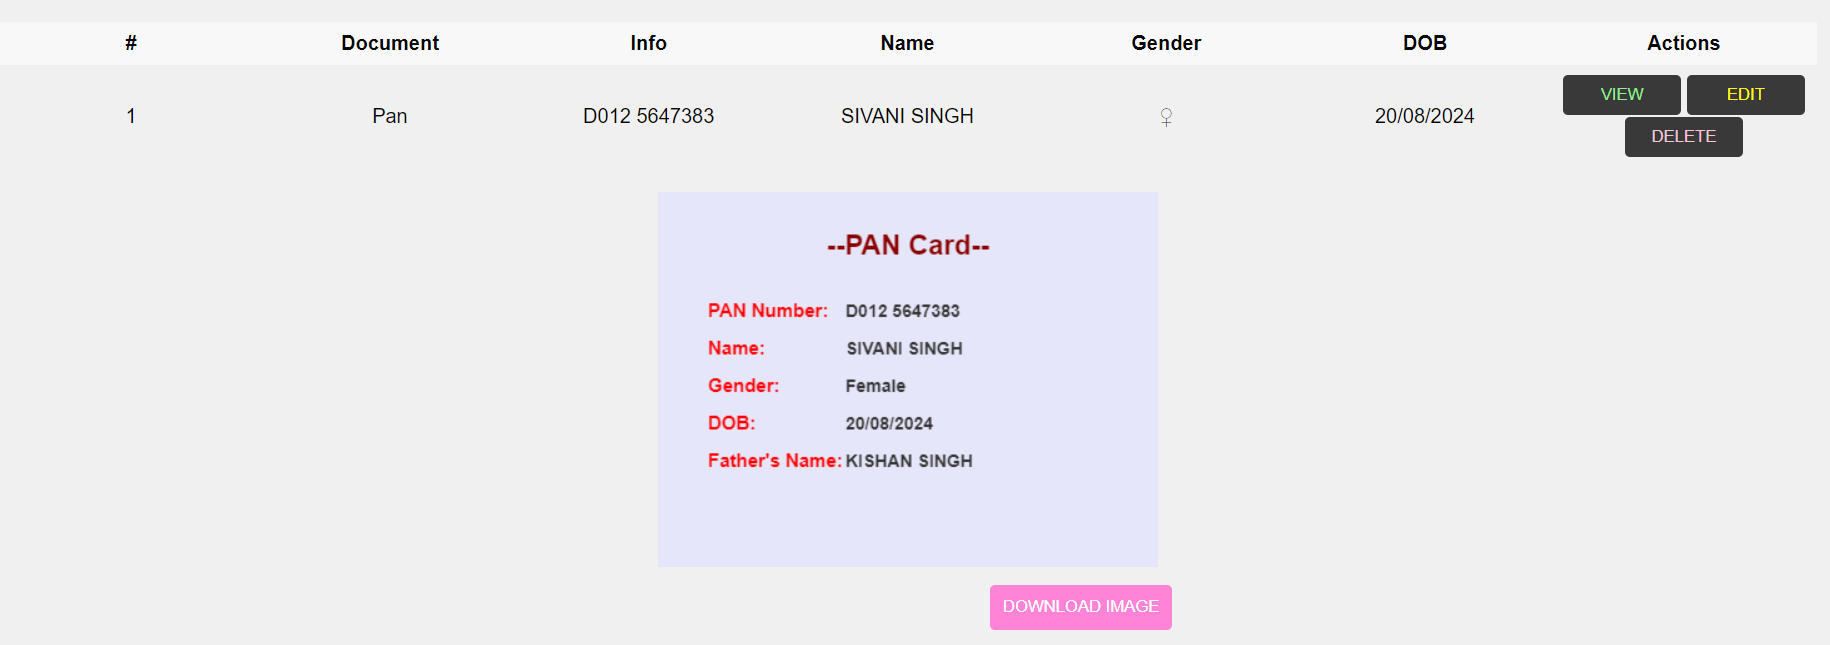 # Document Info Name Gender DOB Actions
1 Pan D012 5647383 SIVANI SINGH ♀ 20/08/2024 VIEW EDIT
DELETE
--PAN Card--
PAN Number: D012 5647383
Name: SIVANI SINGH
Gender: Female
DOB: 20/08/2024
Father's Name: KISHAN SINGH
DOWNLOAD IMAGE